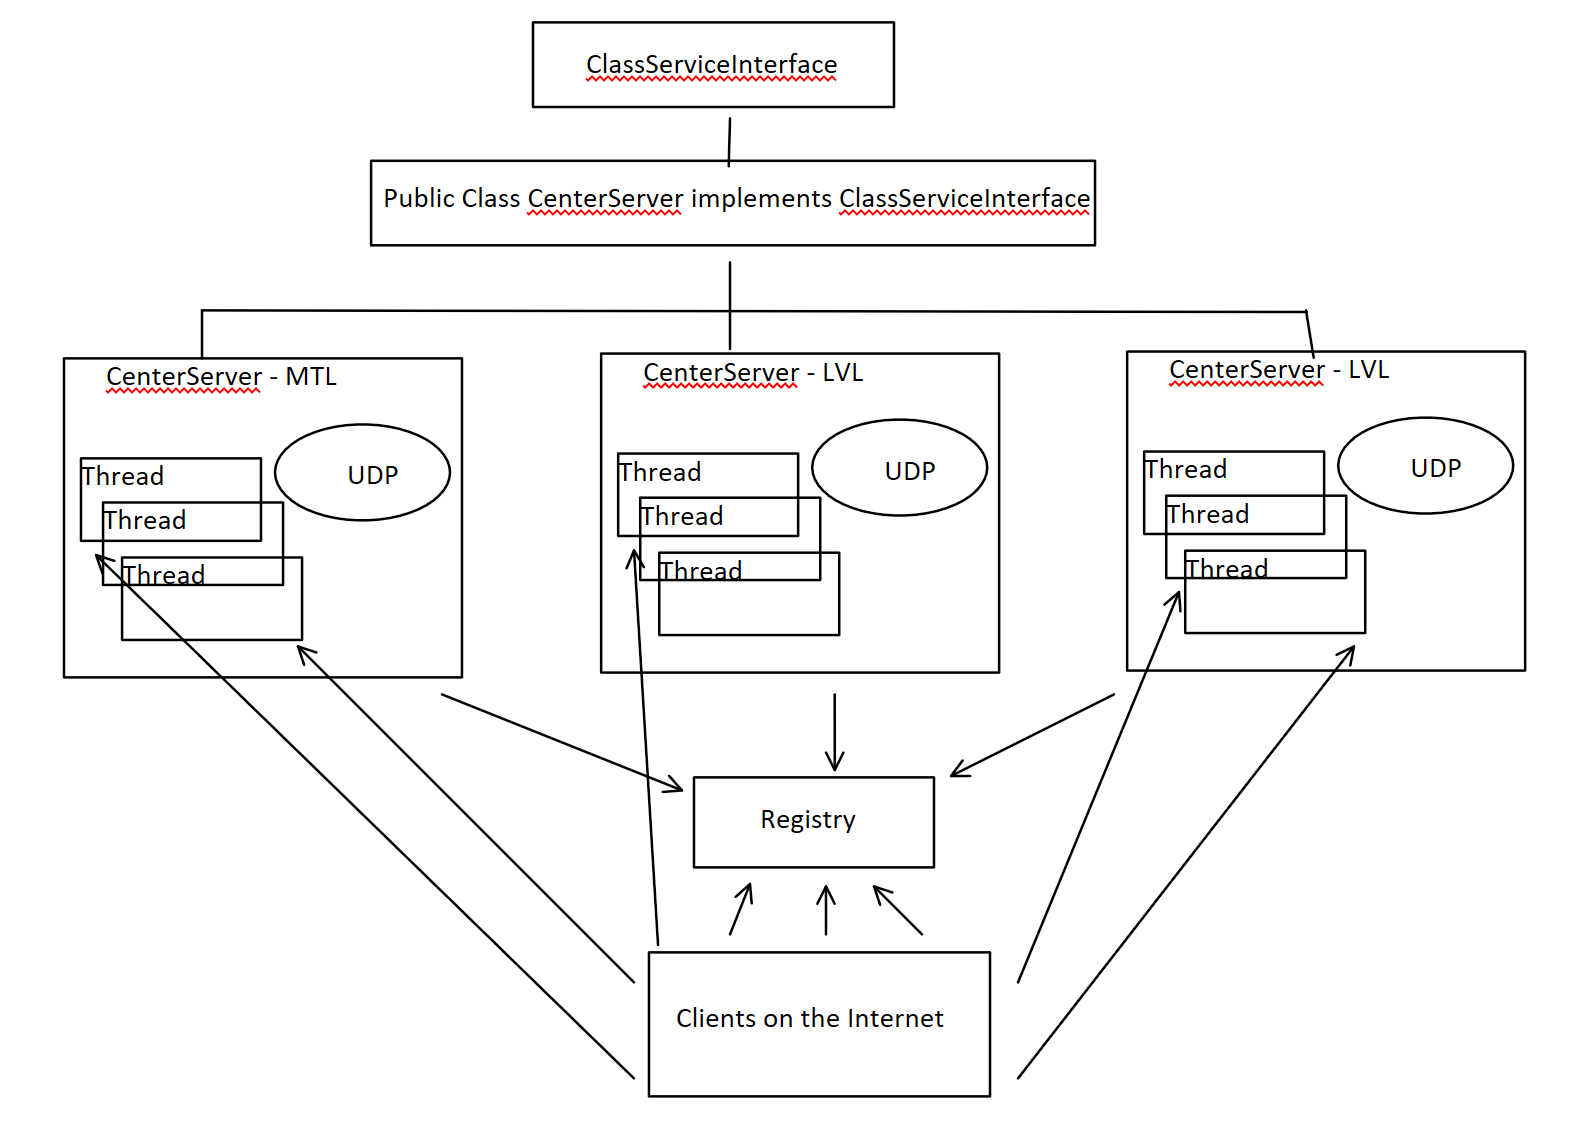 ClassServiceInterface
Public Class CenterServer implements ClassServiceInterface
CenterServer - MTL
UDP
Thread
Thread
Thread
CenterServer - LVL
UDP
Thread
Thread
Thread
CenterServer - LVL
UDP
Thread
Thread
Thread
Registry
Clients on the Internet